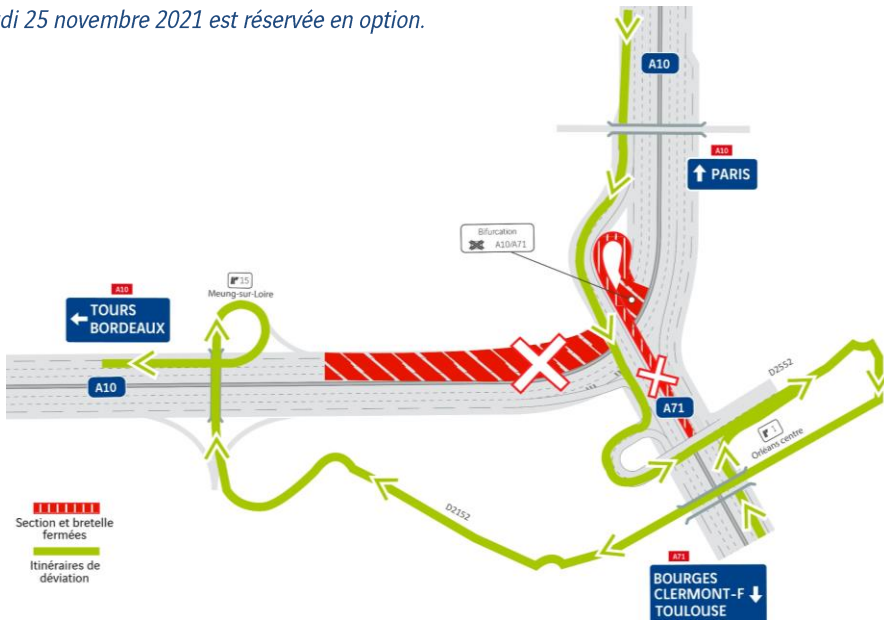 di 25 novembre 2021 est réservée en option.
A10
A10
↑ PARIS
Bifurcation
A10/A71
15
Meung-sur-Loire
A10
← TOURS
BORDEAUX
A10
D2552
A71
1
Orléans centre
D2152
Section et bretelle
fermées
Itinéraires de
déviation
A71
BOURGES
CLERMONT-F ↓
TOULOUSE